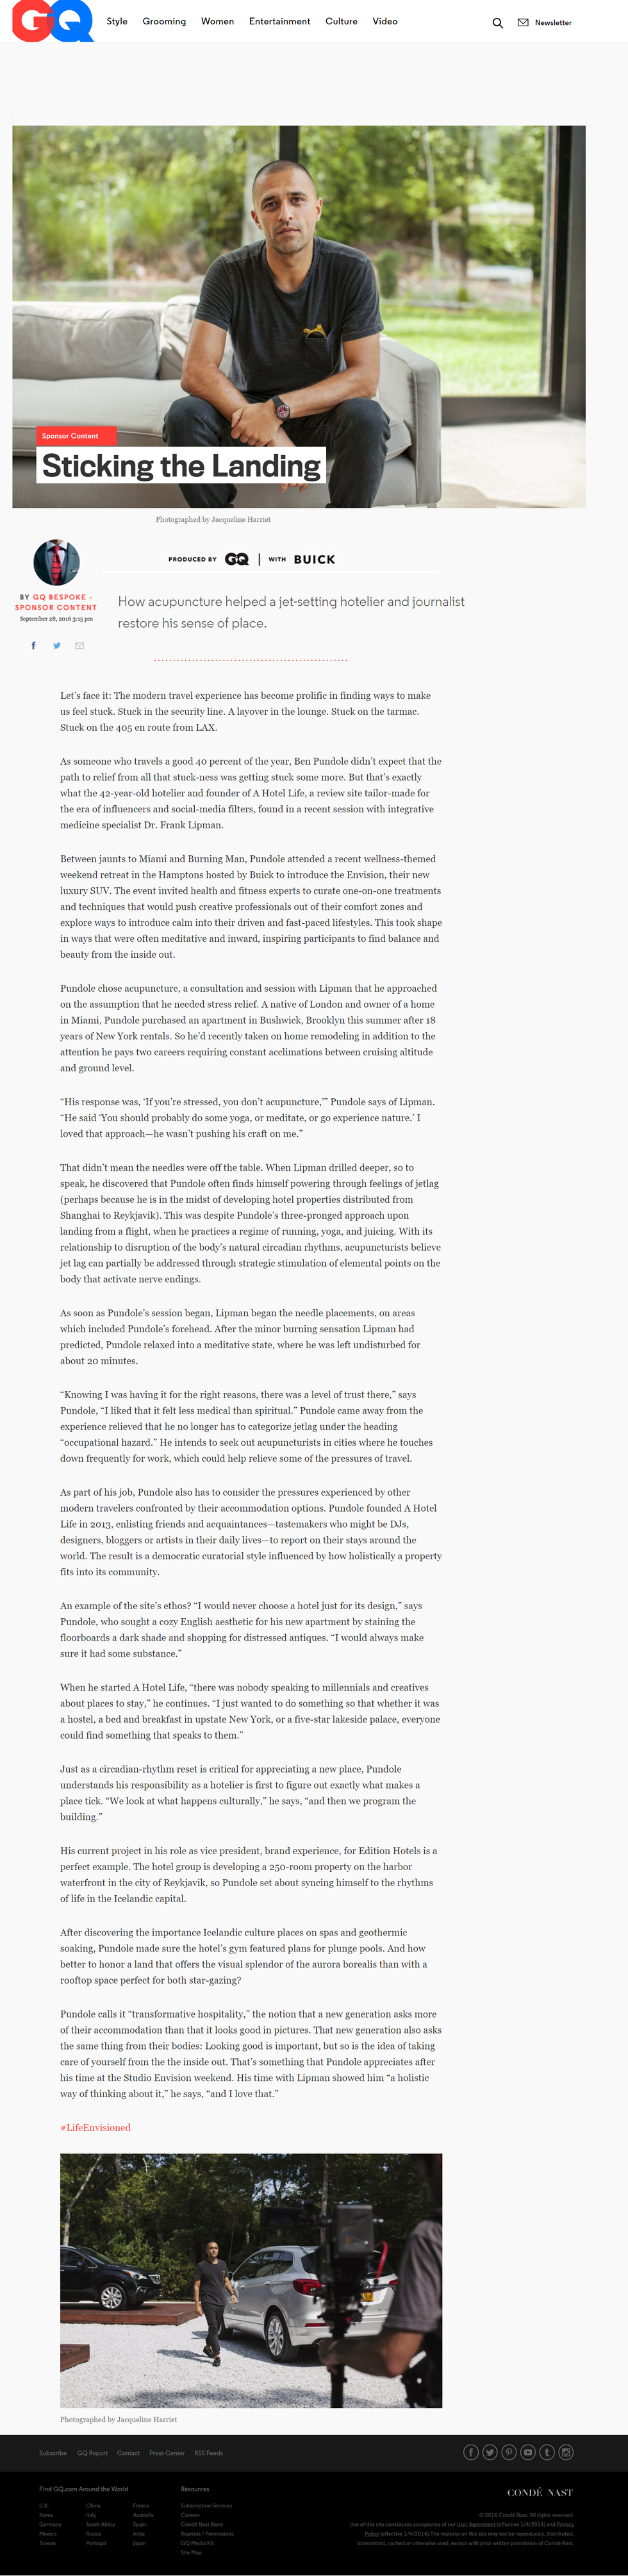 GQ
Style Grooming Women Entertainment Culture Video
Newsletter
Sponsor Content
Sticking the Landing
Photographed by Jacqueline Harriet
PRODUCED BY GQ | WITH BUICK
BY GQ BESPOKE -
SPONSOR CONTENT
September 28, 2016 3:15 pm
How acupuncture helped a jet-setting hotelier and journalist
restore his sense of place.
Let’s face it: The modern travel experience has become prolific in finding ways to make
us feel stuck. Stuck in the security line. A layover in the lounge. Stuck on the tarmac.
Stuck on the 405 en route from LAX.
As someone who travels a good 40 percent of the year, Ben Pundole didn’t expect that the
path to relief from all that stuck-ness was getting stuck some more. But that’s exactly
what the 42-year-old hotelier and founder of A Hotel Life, a review site tailor-made for
the era of influencers and social-media filters, found in a recent session with integrative
medicine specialist Dr. Frank Lipman.
Between jaunts to Miami and Burning Man, Pundole attended a recent wellness-themed
weekend retreat in the Hamptons hosted by Buick to introduce the Envision, their new
luxury SUV. The event invited health and fitness experts to curate one-on-one treatments
and techniques that would push creative professionals out of their comfort zones and
explore ways to introduce calm into their driven and fast-paced lifestyles. This took shape
in ways that were often meditative and inward, inspiring participants to find balance and
beauty from the inside out.
Pundole chose acupuncture, a consultation and session with Lipman that he approached
on the assumption that he needed stress relief. A native of London and owner of a home
in Miami, Pundole purchased an apartment in Bushwick, Brooklyn this summer after 18
years of New York rentals. So he’d recently taken on home remodeling in addition to the
attention he pays two careers requiring constant acclimations between cruising altitude
and ground level.
“His response was, ‘If you’re stressed, you don’t acupuncture,’” Pundole says of Lipman.
“He said ‘You should probably do some yoga, or meditate, or go experience nature.’ I
loved that approach—he wasn’t pushing his craft on me.”
That didn’t mean the needles were off the table. When Lipman drilled deeper, so to
speak, he discovered that Pundole often finds himself powering through feelings of jetlag
(perhaps because he is in the midst of developing hotel properties distributed from
Shanghai to Reykjavik). This was despite Pundole’s three-pronged approach upon
landing from a flight, when he practices a regime of running, yoga, and juicing. With its
relationship to disruption of the body’s natural circadian rhythms, acupuncturists believe
jet lag can partially be addressed through strategic stimulation of elemental points on the
body that activate nerve endings.
As soon as Pundole’s session began, Lipman began the needle placements, on areas
which included Pundole’s forehead. After the minor burning sensation Lipman had
predicted, Pundole relaxed into a meditative state, where he was left undisturbed for
about 20 minutes.
“Knowing I was having it for the right reasons, there was a level of trust there,” says
Pundole, “I liked that it felt less medical than spiritual.” Pundole came away from the
experience relieved that he no longer has to categorize jetlag under the heading
“occupational hazard.” He intends to seek out acupuncturists in cities where he touches
down frequently for work, which could help relieve some of the pressures of travel.
As part of his job, Pundole also has to consider the pressures experienced by other
modern travelers confronted by their accommodation options. Pundole founded A Hotel
Life in 2013, enlisting friends and acquaintances—tastemakers who might be DJs,
designers, bloggers or artists in their daily lives—to report on their stays around the
world. The result is a democratic curatorial style influenced by how holistically a property
fits into its community.
An example of the site’s ethos? “I would never choose a hotel just for its design,” says
Pundole, who sought a cozy English aesthetic for his new apartment by staining the
floorboards a dark shade and shopping for distressed antiques. “I would always make
sure it had some substance.”
When he started A Hotel Life, “there was nobody speaking to millennials and creatives
about places to stay,” he continues. “I just wanted to do something so that whether it was
a hostel, a bed and breakfast in upstate New York, or a five-star lakeside palace, everyone
could find something that speaks to them.”
Just as a circadian-rhythm reset is critical for appreciating a new place, Pundole
understands his responsibility as a hotelier is first to figure out exactly what makes a
place tick. “We look at what happens culturally,” he says, “and then we program the
building.”
His current project in his role as vice president, brand experience, for Edition Hotels is a
perfect example. The hotel group is developing a 250-room property on the harbor
waterfront in the city of Reykjavik, so Pundole set about syncing himself to the rhythms
of life in the Icelandic capital.
After discovering the importance Icelandic culture places on spas and geothermic
soaking, Pundole made sure the hotel’s gym featured plans for plunge pools. And how
better to honor a land that offers the visual splendor of the aurora borealis than with a
rooftop space perfect for both star-gazing?
Pundole calls it “transformative hospitality,” the notion that a new generation asks more
of their accommodation than that it looks good in pictures. That new generation also asks
the same thing from their bodies: Looking good is important, but so is the idea of taking
care of yourself from the the inside out. That’s something that Pundole appreciates after
his time at the Studio Envision weekend. His time with Lipman showed him “a holistic
way of thinking about it,” he says, “and I love that.”
#LifeEnvisioned
Photographed by Jacqueline Harriet
Subscribe GQ Report Contact Press Center RSS Feeds
Find GQ.com Around the World
U.K. China France
Korea Italy Australia
Germany South Africa Spain
Mexico Russia India
Taiwan Portugal Japan
Resources
Subscription Services
Careers
Condé Nast Store
Reprints / Permissions
GQ Media Kit
Site Map
CONDÉ NAST
© 2016 Condé Nast. All rights reserved.
Use of this site constitutes acceptance of our User Agreement (effective 1/4/2014) and Privacy
Policy (effective 1/4/2014). The material on this site may not be reproduced, distributed,
transmitted, cached or otherwise used, except with prior written permission of Condé Nast.